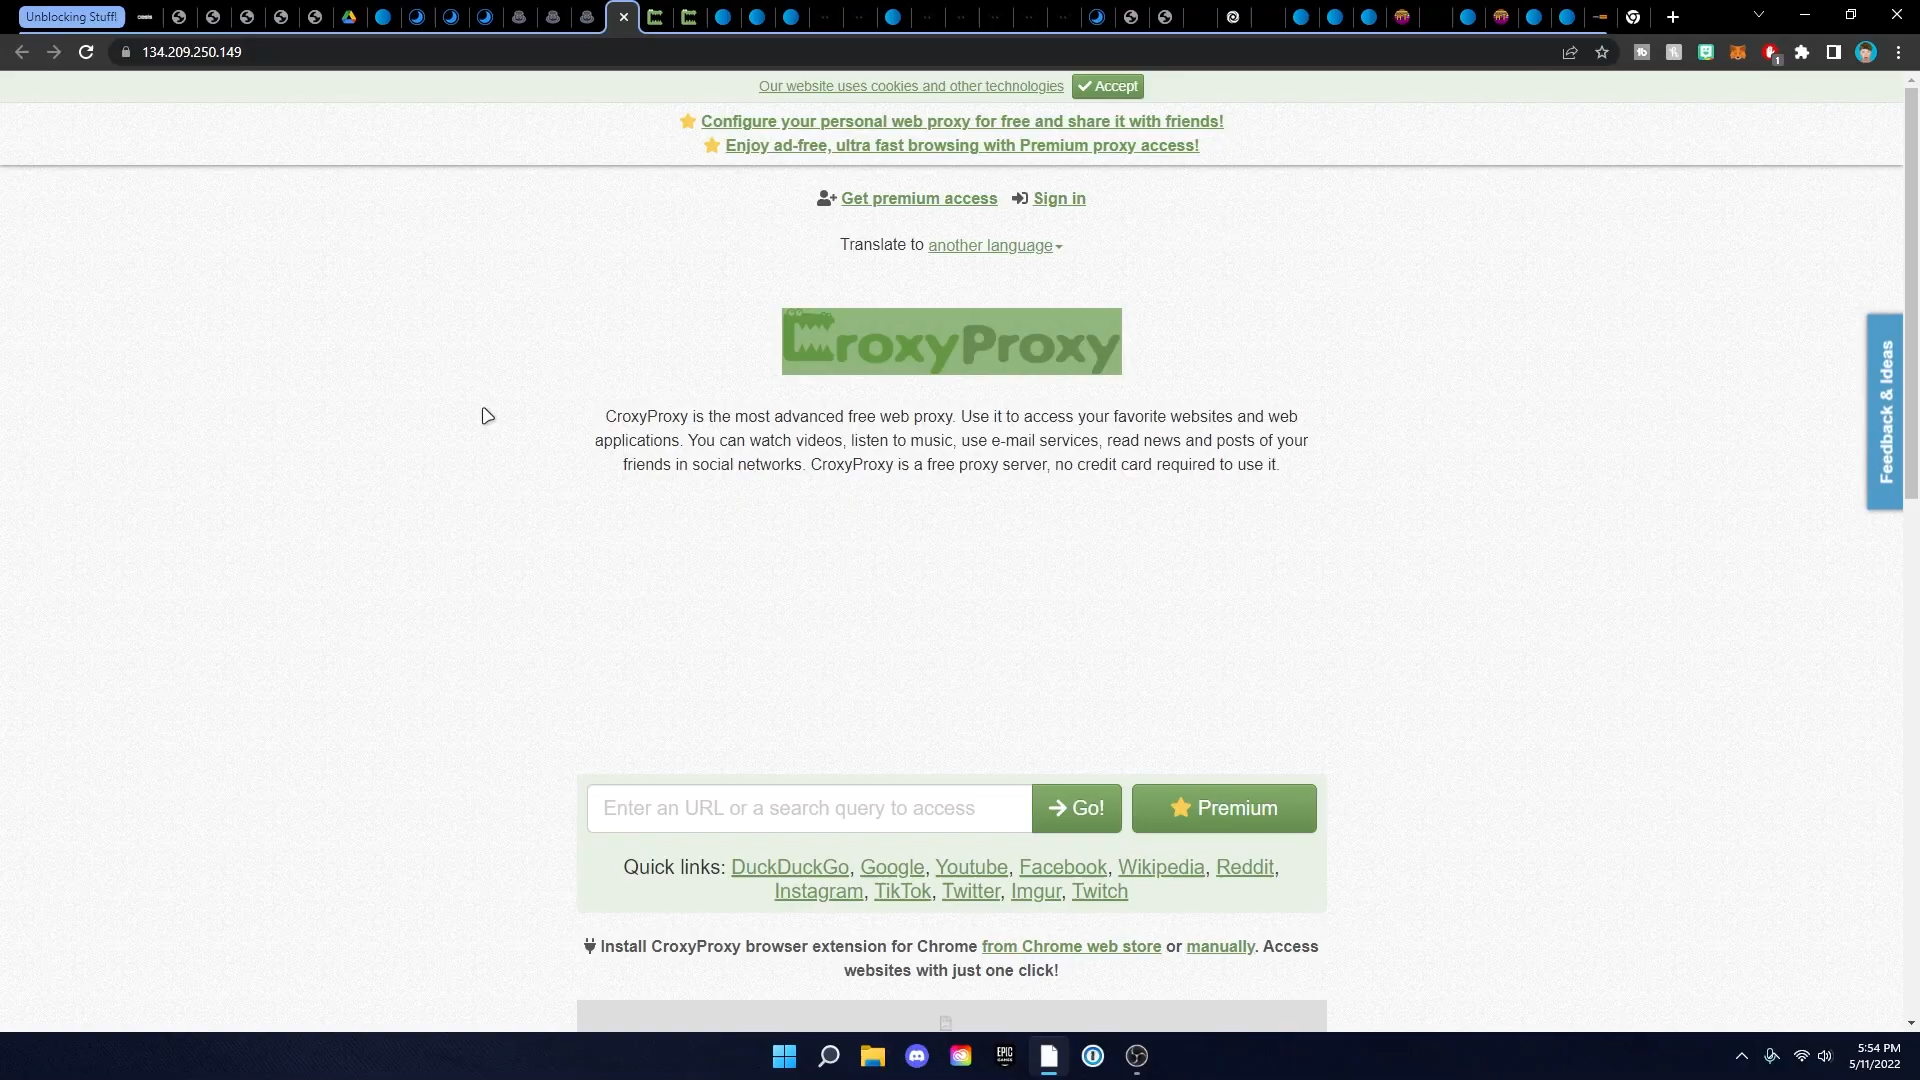 Unblocking Stuff!
134.209.250.149
1
Our website uses cookies and other technologies
Accept
Configure your personal web proxy for free and share it with friends!
Enjoy ad-free, ultra fast browsing with Premium proxy access!
Get premium access Sign in
Translate to another language
CroxyProxy
CroxyProxy is the most advanced free web proxy. Use it to access your favorite websites and web
applications. You can watch videos, listen to music, use e-mail services, read news and posts of your
friends in social networks. CroxyProxy is a free proxy server, no credit card required to use it.
Feedback & Ideas
Enter an URL or a search query to access Go! Premium
Quick links: DuckDuckGo, Google, Youtube, Facebook, Wikipedia, Reddit,
Instagram, TikTok, Twitter, Imgur, Twitch
Install CroxyProxy browser extension for Chrome from Chrome web store or manually. Access
websites with just one click!
EPIC
GAMES
5:54 PM
5/11/2022